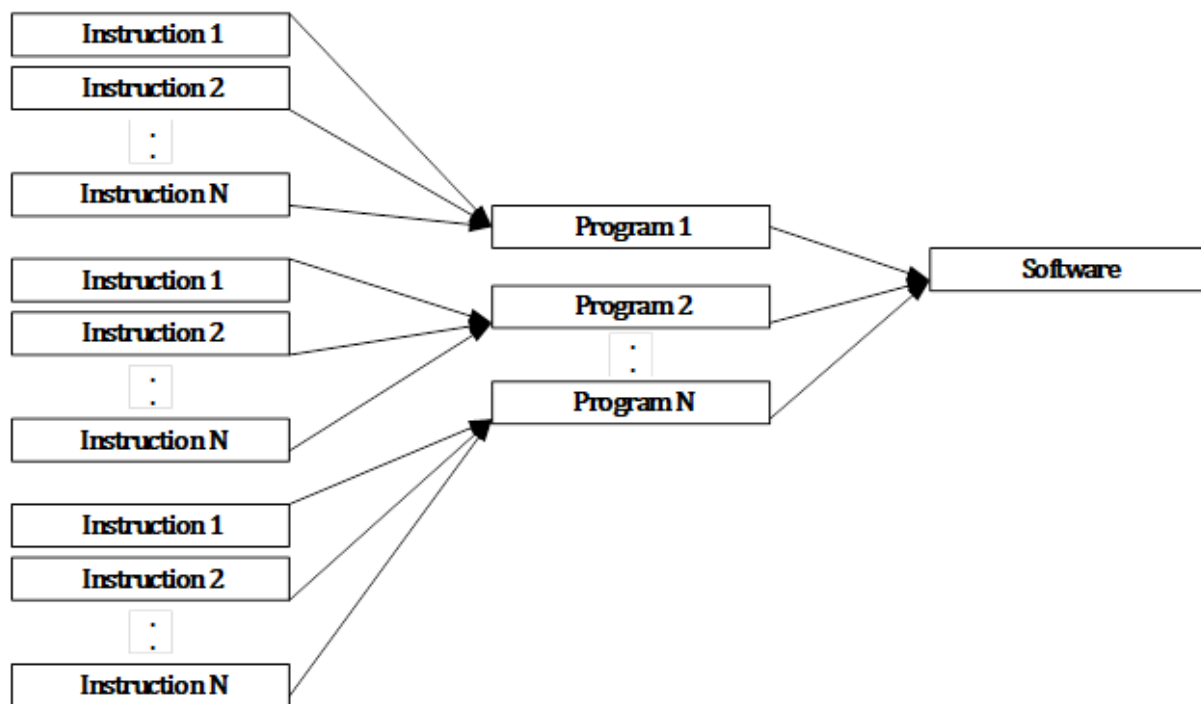 Instruction 1
Instruction 2
:
Instruction N
Instruction 1
Instruction 2
:
Instruction N
Instruction 1
Instruction 2
:
Instruction N
Program 1
Program 2
:
Program N
Software